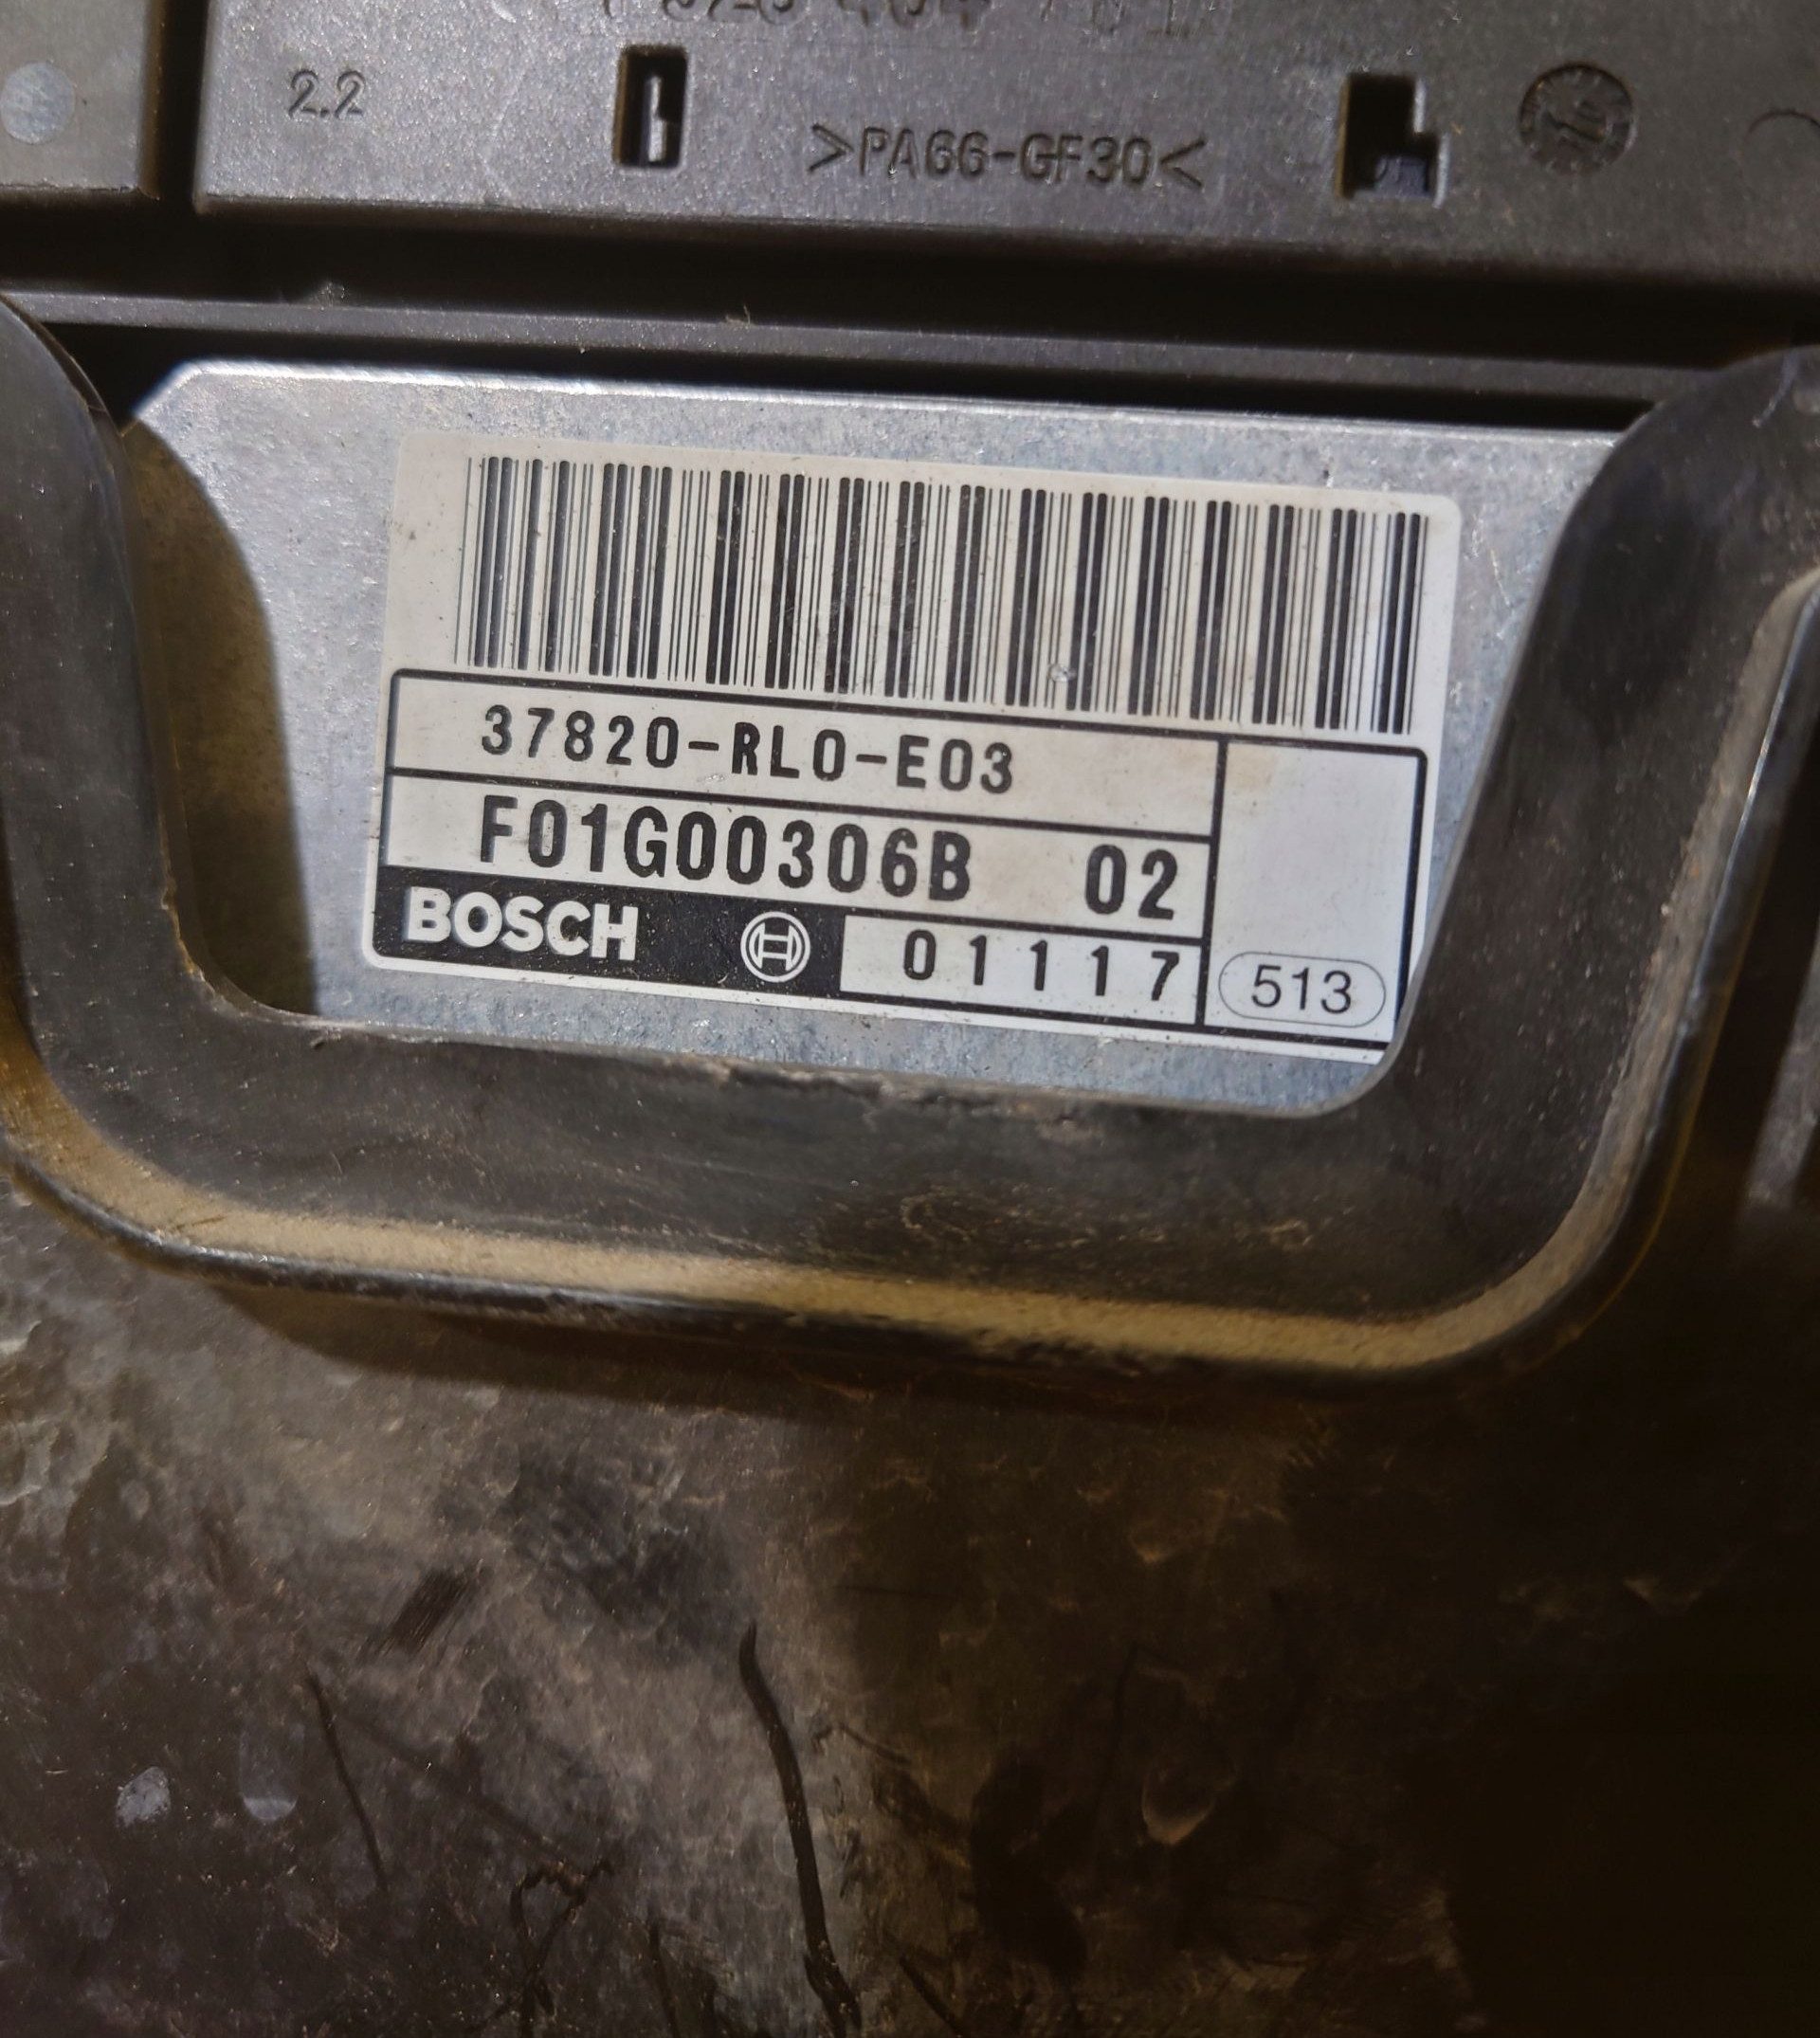 2.2
>PA66-GF30<
37820-RL0-E03
F01G00306B 02
BOSCH 01117
513